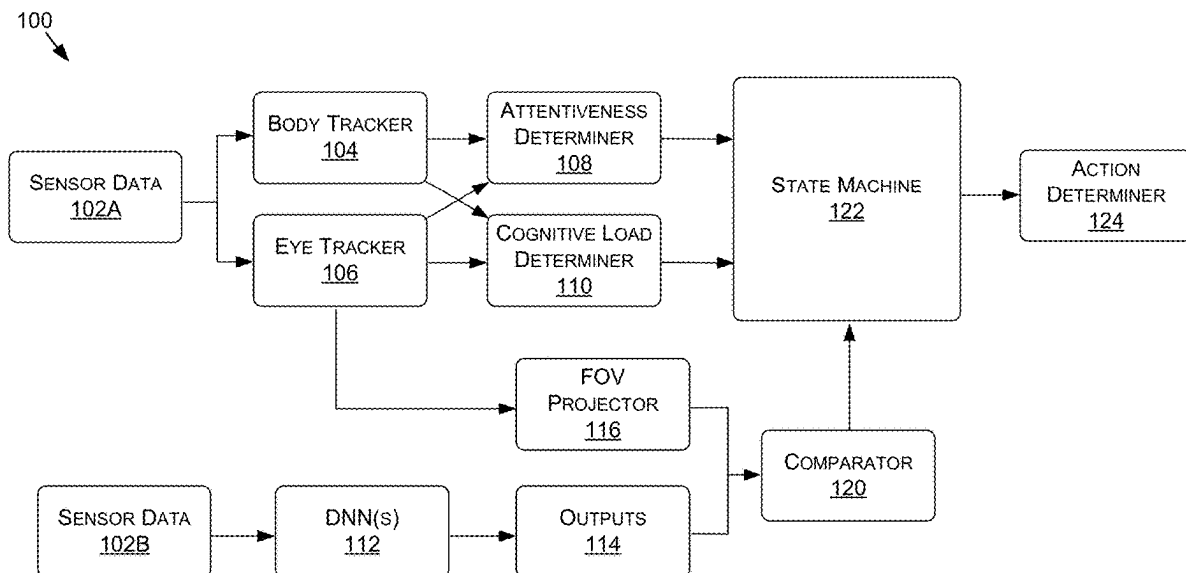 100
BODY TRACKER
104
ATTENTIVENESS
DETERMINER
108
SENSOR DATA
102A
STATE MACHINE
122
ACTION
DETERMINER
124
EYE TRACKER
106
COGNITIVE LOAD
DETERMINER
110
FOV
PROJECTOR
116
COMPARATOR
120
SENSOR DATA
102B
DNN(S)
112
OUTPUTS
114